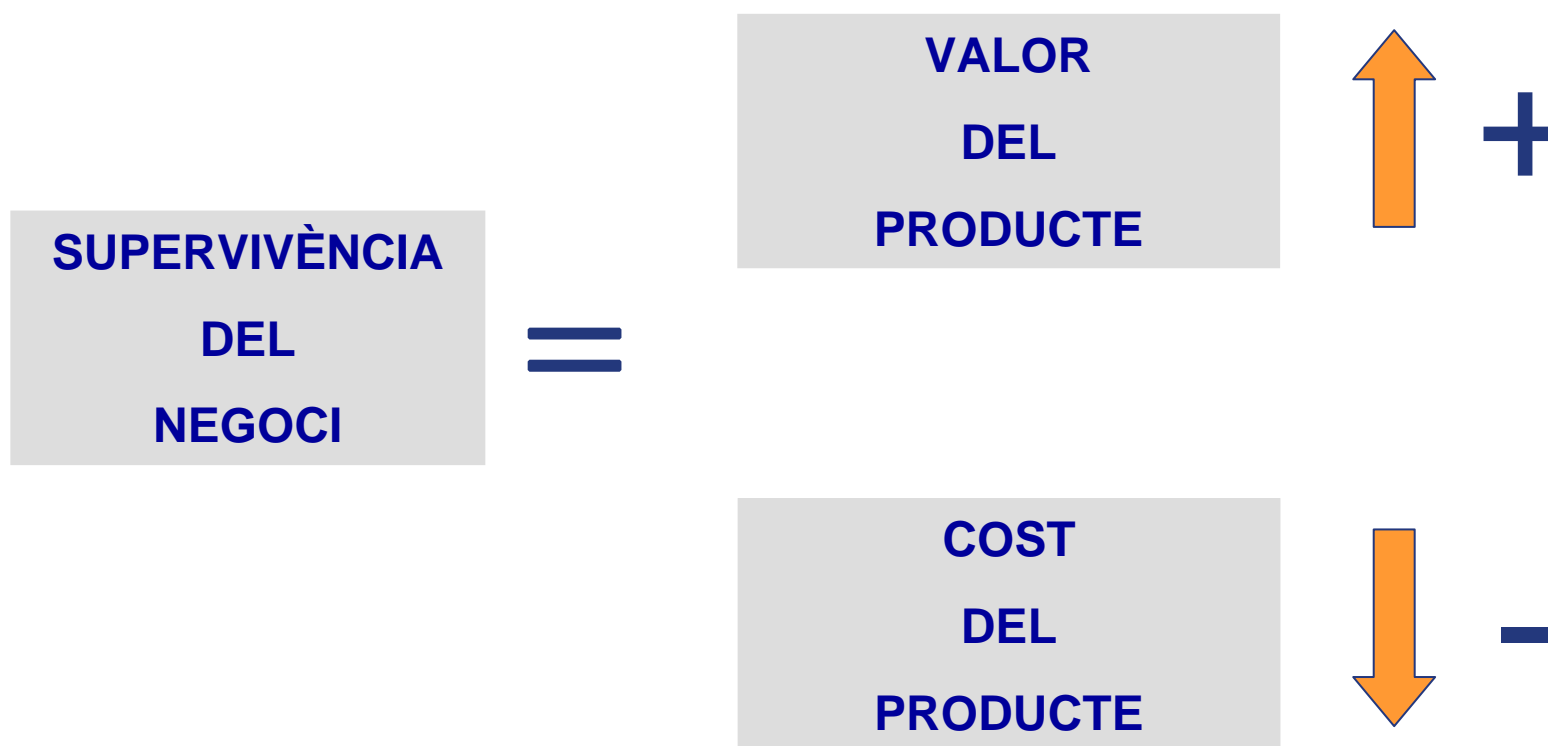 SUPERVIVÈNCIA
DEL
NEGOCI
=
VALOR
DEL
PRODUCTE
+
COST
DEL
PRODUCTE
-